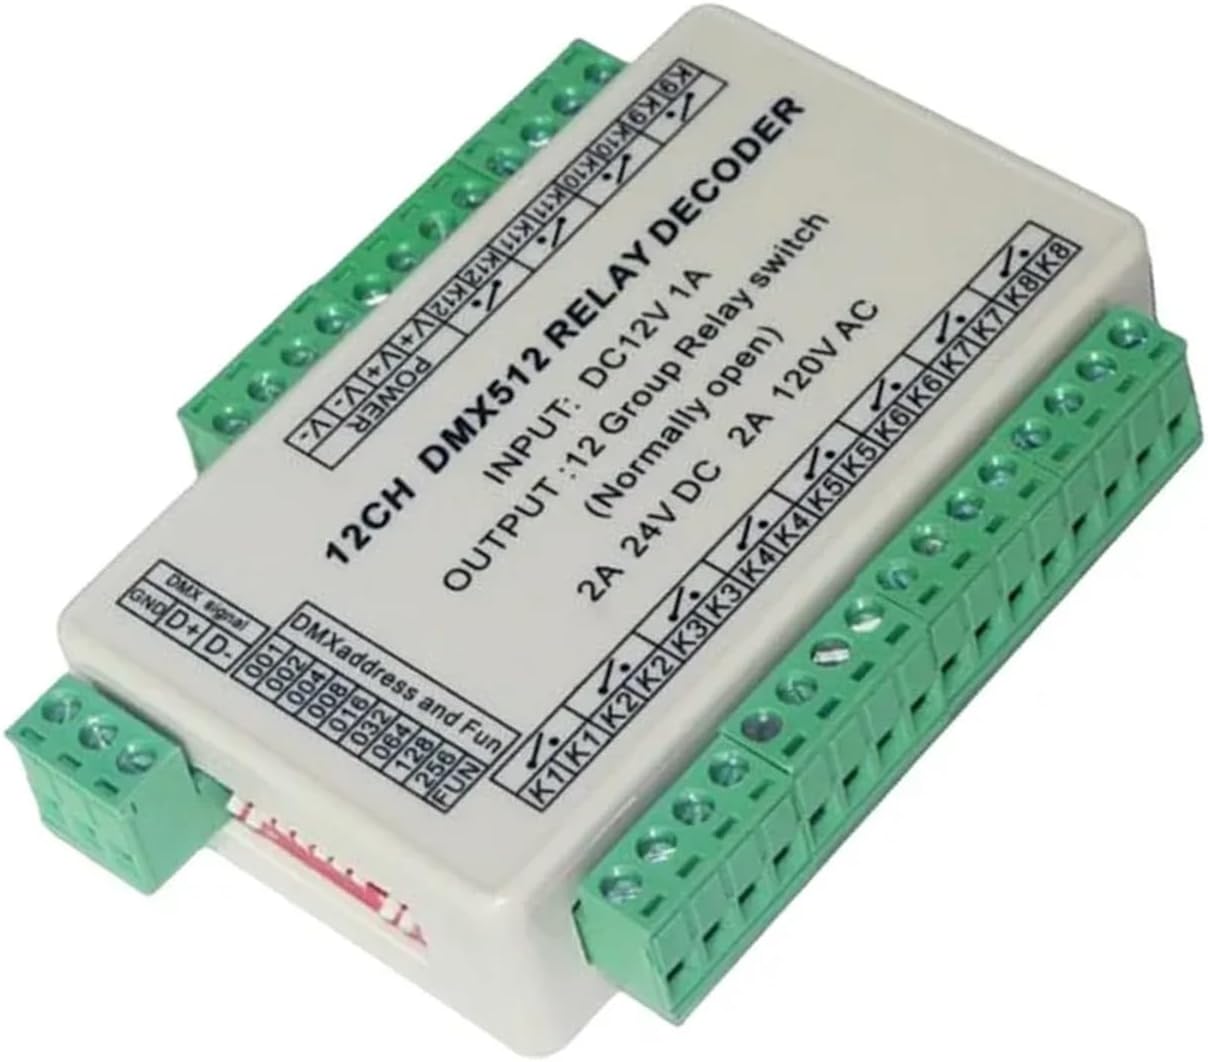 K9|K9|K10|K10|K11|K11|K12|K12|V+|V+|V-|V-
POWER
12CH DMX512 RELAY DECODER
INPUT: DC12V 1A
OUTPUT :12 Group Relay switch
(Normally open)
2A 24V DC 2A 120V AC
DMX signal
GND D+ D-
DMXaddress and Fun
001
002
004
008
016
032
064
128
256
FUN
K1|K1|K2|K2|K3|K3|K4|K4|K5|K5|K6|K6|K7|K7|K8|K8